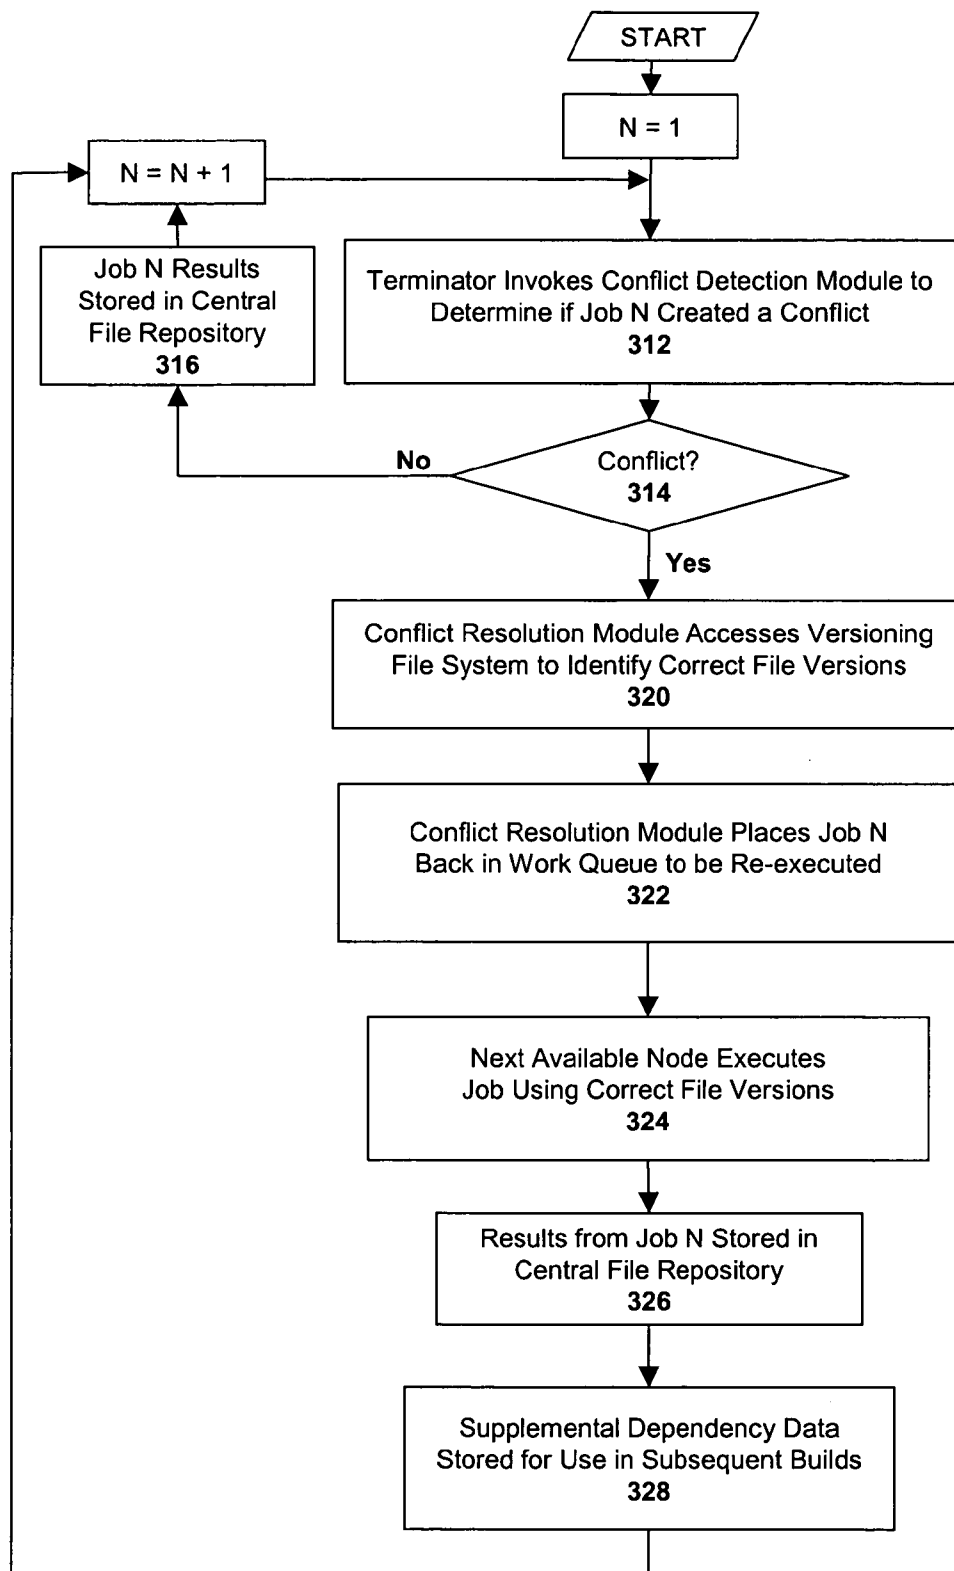 START
N = 1
N = N + 1
Job N Results
Stored in Central
File Repository
316
Terminator Invokes Conflict Detection Module to
Determine if Job N Created a Conflict
312
No
Conflict?
314
Yes
Conflict Resolution Module Accesses Versioning
File System to Identify Correct File Versions
320
Conflict Resolution Module Places Job N
Back in Work Queue to be Re-executed
322
Next Available Node Executes
Job Using Correct File Versions
324
Results from Job N Stored in
Central File Repository
326
Supplemental Dependency Data
Stored for Use in Subsequent Builds
328